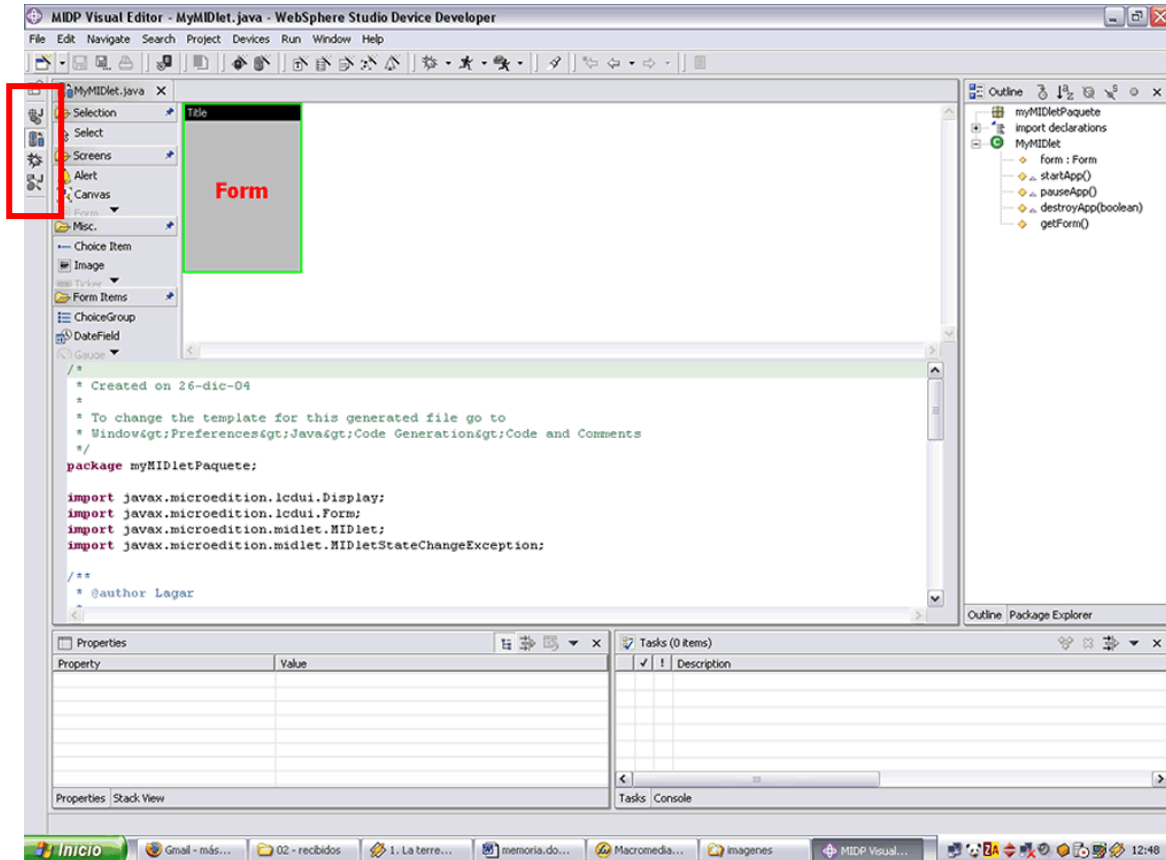 MIDP Visual Editor - MyMIDlet.java - WebSphere Studio Device Developer
File Edit Navigate Search Project Devices Run Window Help
MyMIDlet.java
Selection
Select
Screens
Alert
Canvas
Form
Misc.
Choice Item
Image
Ticker
Form Items
ChoiceGroup
DateField
Gauge
Title
Form
Outline
myMIDletPaquete
import declarations
MyMIDlet
form : Form
startApp()
pauseApp()
destroyApp(boolean)
getForm()
Outline Package Explorer
/*
* Created on 26-dic-04
*
* To change the template for this generated file go to
* Window&gt;Preferences&gt;Java&gt;Code Generation&gt;Code and Comments
*/
package myMIDletPaquete;
import javax.microedition.lcdui.Display;
import javax.microedition.lcdui.Form;
import javax.microedition.midlet.MIDlet;
import javax.microedition.midlet.MIDletStateChangeException;
/**
* @author Lagar
*
Properties
Property Value
Properties Stack View
Tasks (0 items)
✓ ! Description
Tasks Console
Inicio
Gmail - más...
02 - recibidos
1. La terre...
memoria.do...
Macromedia...
imagenes
MIDP Visual...
12:48